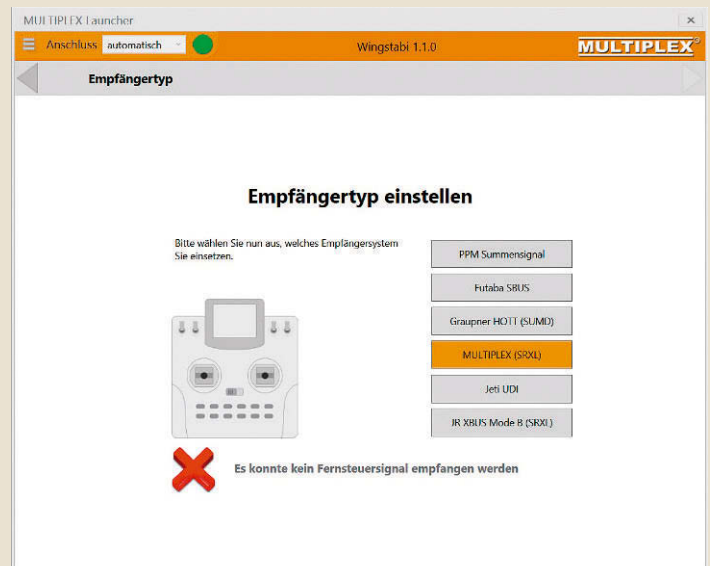 MULTIPLEX Launcher
Anschluss automatisch Wingstabi 1.1.0 MULTIPLEX
Empfängertyp
Empfängertyp einstellen
Bitte wählen Sie nun aus, welches Empfängersystem
Sie einsetzen.
PPM Summensignal
Futaba SBUS
Graupner HOTT (SUMD)
MULTIPLEX (SRXL)
Jeti UDI
JR XBUS Mode B (SRXL)
Es konnte kein Fernsteuersignal empfangen werden